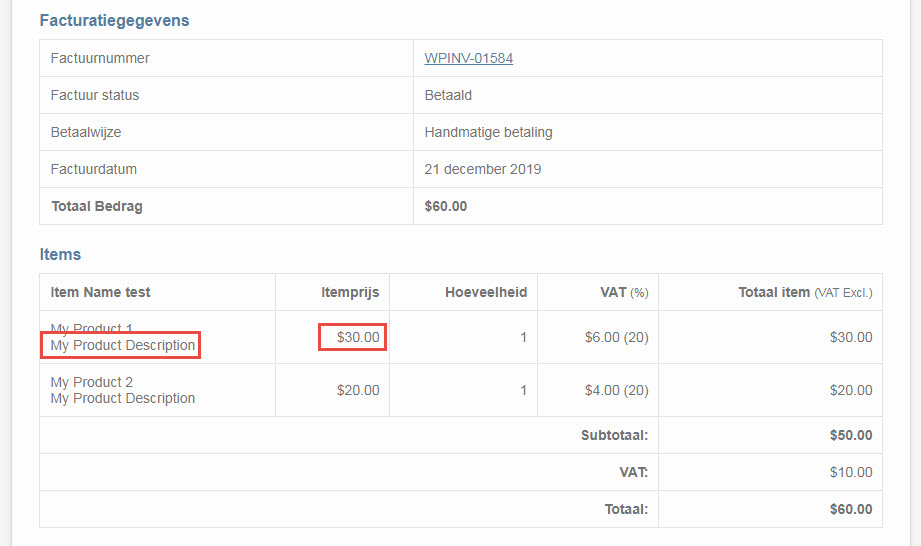 Facturatiegegevens
Factuurnummer WPINV-01584
Factuur status Betaald
Betaalwijze Handmatige betaling
Factuurdatum 21 december 2019
Totaal Bedrag $60.00
Items
Item Name test Itemprijs Hoeveelheid VAT (%) Totaal item (VAT Excl.)
My Product 1
My Product Description $30.00 1 $6.00 (20) $30.00
My Product 2
My Product Description $20.00 1 $4.00 (20) $20.00
Subtotaal: $50.00
VAT: $10.00
Totaal: $60.00